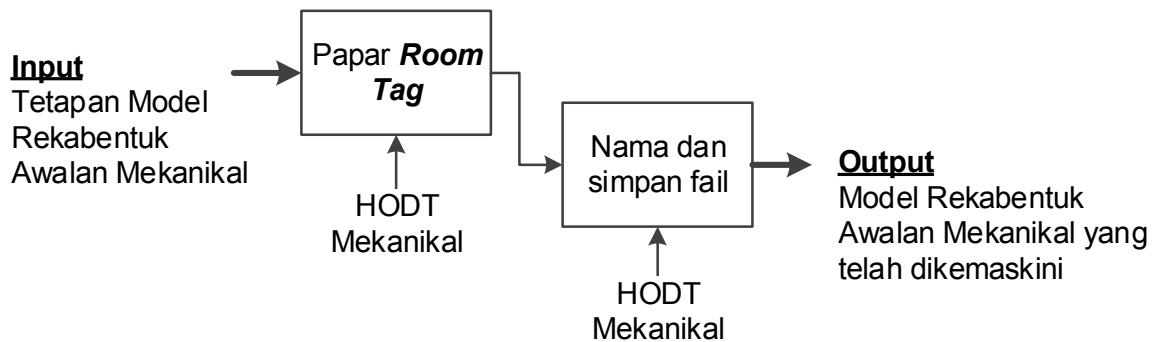 Input
Tetapan Model
Rekabentuk
Awalan Mekanikal
Papar Room
Tag
HODT
Mekanikal
Nama dan
simpan fail
HODT
Mekanikal
Output
Model Rekabentuk
Awalan Mekanikal yang
telah dikemaskini